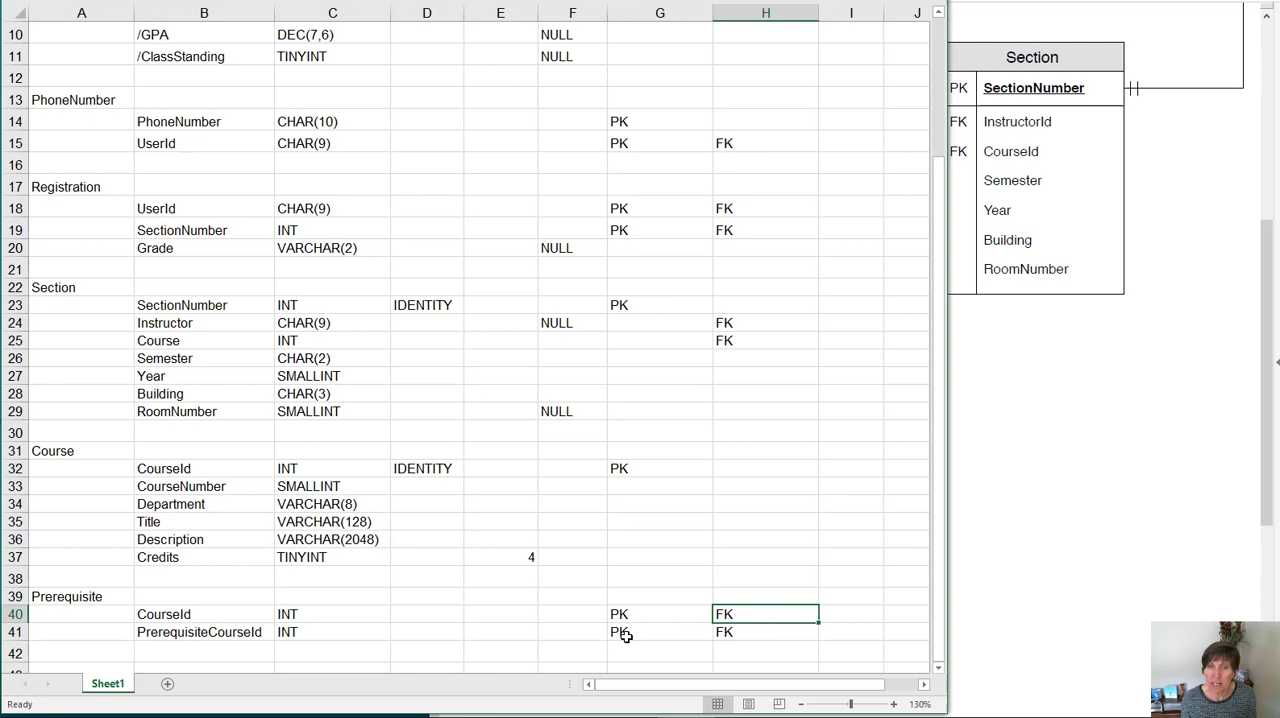 A B C D E F G H I J
10 /GPA DEC(7,6) NULL
11 /ClassStanding TINYINT NULL
12
13 PhoneNumber
14 PhoneNumber CHAR(10) PK
15 UserId CHAR(9) PK FK
16
17 Registration
18 UserId CHAR(9) PK FK
19 SectionNumber INT PK FK
20 Grade VARCHAR(2) NULL
21
22 Section
23 SectionNumber INT IDENTITY PK
24 Instructor CHAR(9) NULL FK
25 Course INT FK
26 Semester CHAR(2)
27 Year SMALLINT
28 Building CHAR(3)
29 RoomNumber SMALLINT NULL
30
31 Course
32 CourseId INT IDENTITY PK
33 CourseNumber SMALLINT
34 Department VARCHAR(8)
35 Title VARCHAR(128)
36 Description VARCHAR(2048)
37 Credits TINYINT 4
38
39 Prerequisite
40 CourseId INT PK FK
41 PrerequisiteCourseId INT PK FK
42
Sheet1
Ready
130%
Section
PK SectionNumber
FK InstructorId
FK CourseId
Semester
Year
Building
RoomNumber